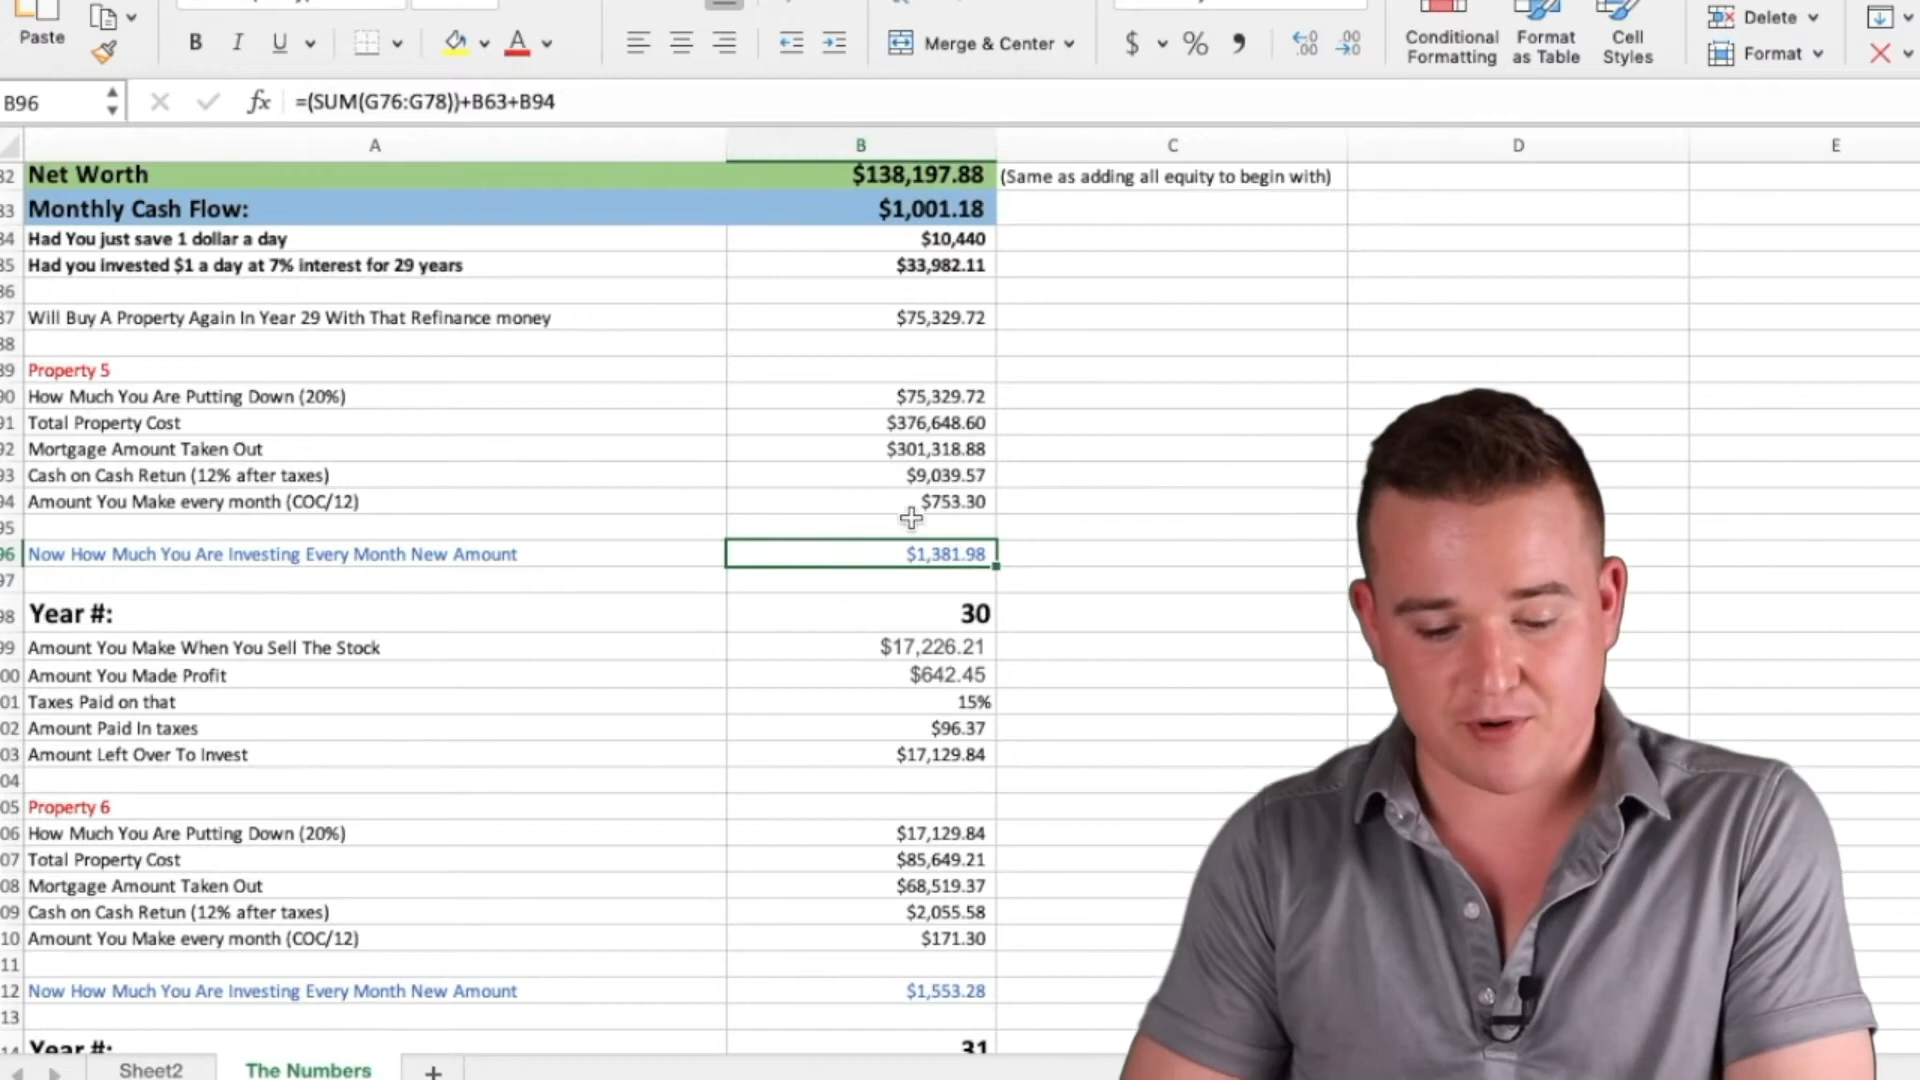 Paste
B I U
A
Merge & Center
$ % 9
.00
.00
Conditional Formatting
Format as Table
Cell Styles
Delete
Format
B96
fx =(SUM(G76:G78))+B63+B94
A B C D E
Net Worth $138,197.88 (Same as adding all equity to begin with)
Monthly Cash Flow: $1,001.18
Had You just save 1 dollar a day $10,440
Had you invested $1 a day at 7% interest for 29 years $33,982.11
Will Buy A Property Again In Year 29 With That Refinance money $75,329.72
Property 5
How Much You Are Putting Down (20%) $75,329.72
Total Property Cost $376,648.60
Mortgage Amount Taken Out $301,318.88
Cash on Cash Retun (12% after taxes) $9,039.57
Amount You Make every month (COC/12) $753.30
Now How Much You Are Investing Every Month New Amount $1,381.98
Year #: 30
Amount You Make When You Sell The Stock $17,226.21
Amount You Made Profit $642.45
Taxes Paid on that 15%
Amount Paid In taxes $96.37
Amount Left Over To Invest $17,129.84
Property 6
How Much You Are Putting Down (20%) $17,129.84
Total Property Cost $85,649.21
Mortgage Amount Taken Out $68,519.37
Cash on Cash Retun (12% after taxes) $2,055.58
Amount You Make every month (COC/12) $171.30
Now How Much You Are Investing Every Month New Amount $1,553.28
Year #: 31
Sheet2 The Numbers +